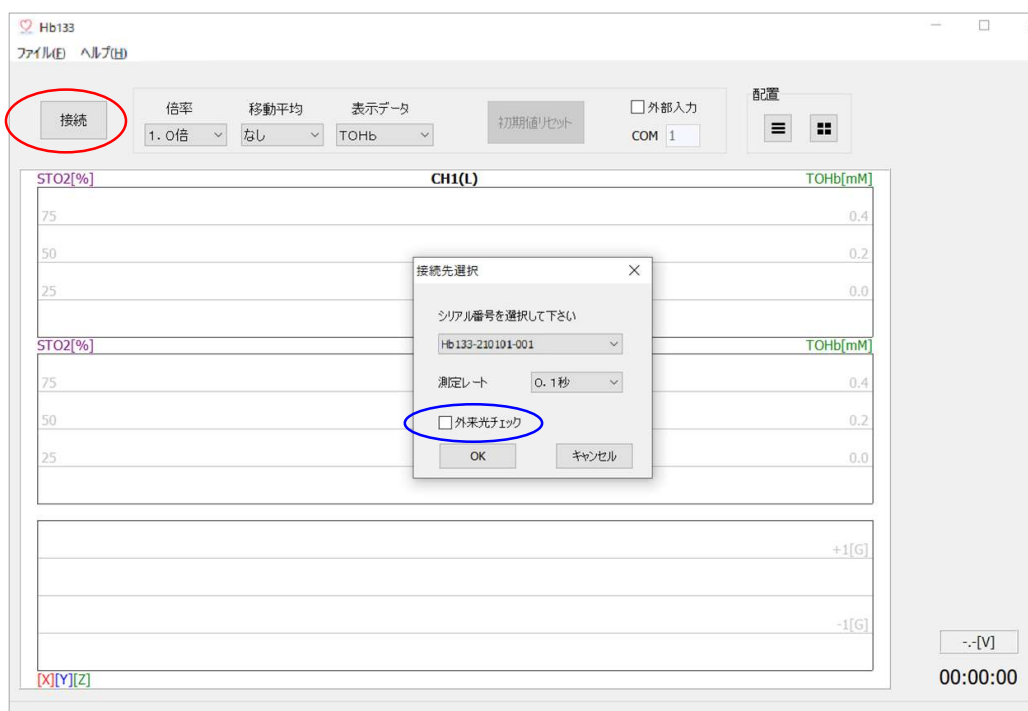 Hb133
ファイル(F) ヘルプ(H)
接続
倍率 移動平均 表示データ
1.0倍 なし TOHb
初期値リセット
外部入力
COM 1
配置
STO2[%] CH1(L) TOHb[mM]
75 0.4
50 0.2
25 0.0
STO2[%] TOHb[mM]
75 0.4
50 0.2
25 0.0
接続先選択
シリアル番号を選択して下さい
Hb133-210101-001
測定レート 0.1秒
外来光チェック
OK キャンセル
+1[G]
-1[G]
[X][Y][Z]
-.-[V]
00:00:00